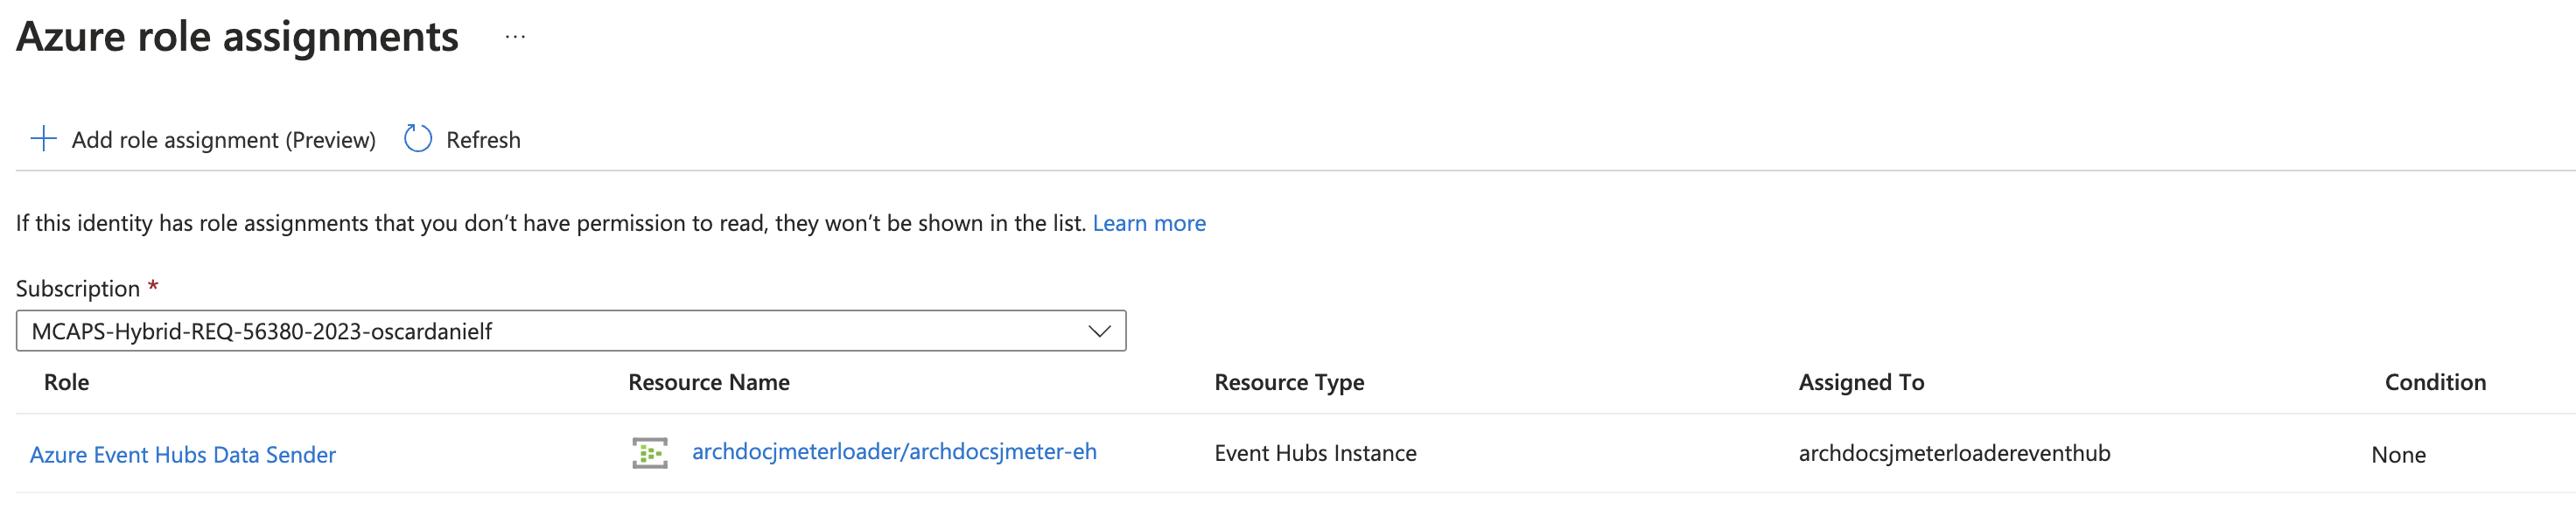 Azure role assignments ...
Add role assignment (Preview) Refresh
If this identity has role assignments that you don’t have permission to read, they won’t be shown in the list. Learn more
Subscription *
MCAPS-Hybrid-REQ-56380-2023-oscardanielf
Role Resource Name Resource Type Assigned To Condition
Azure Event Hubs Data Sender archdocjmeterloader/archdocsjmeter-eh Event Hubs Instance archdocsjmeterloadereventhub None